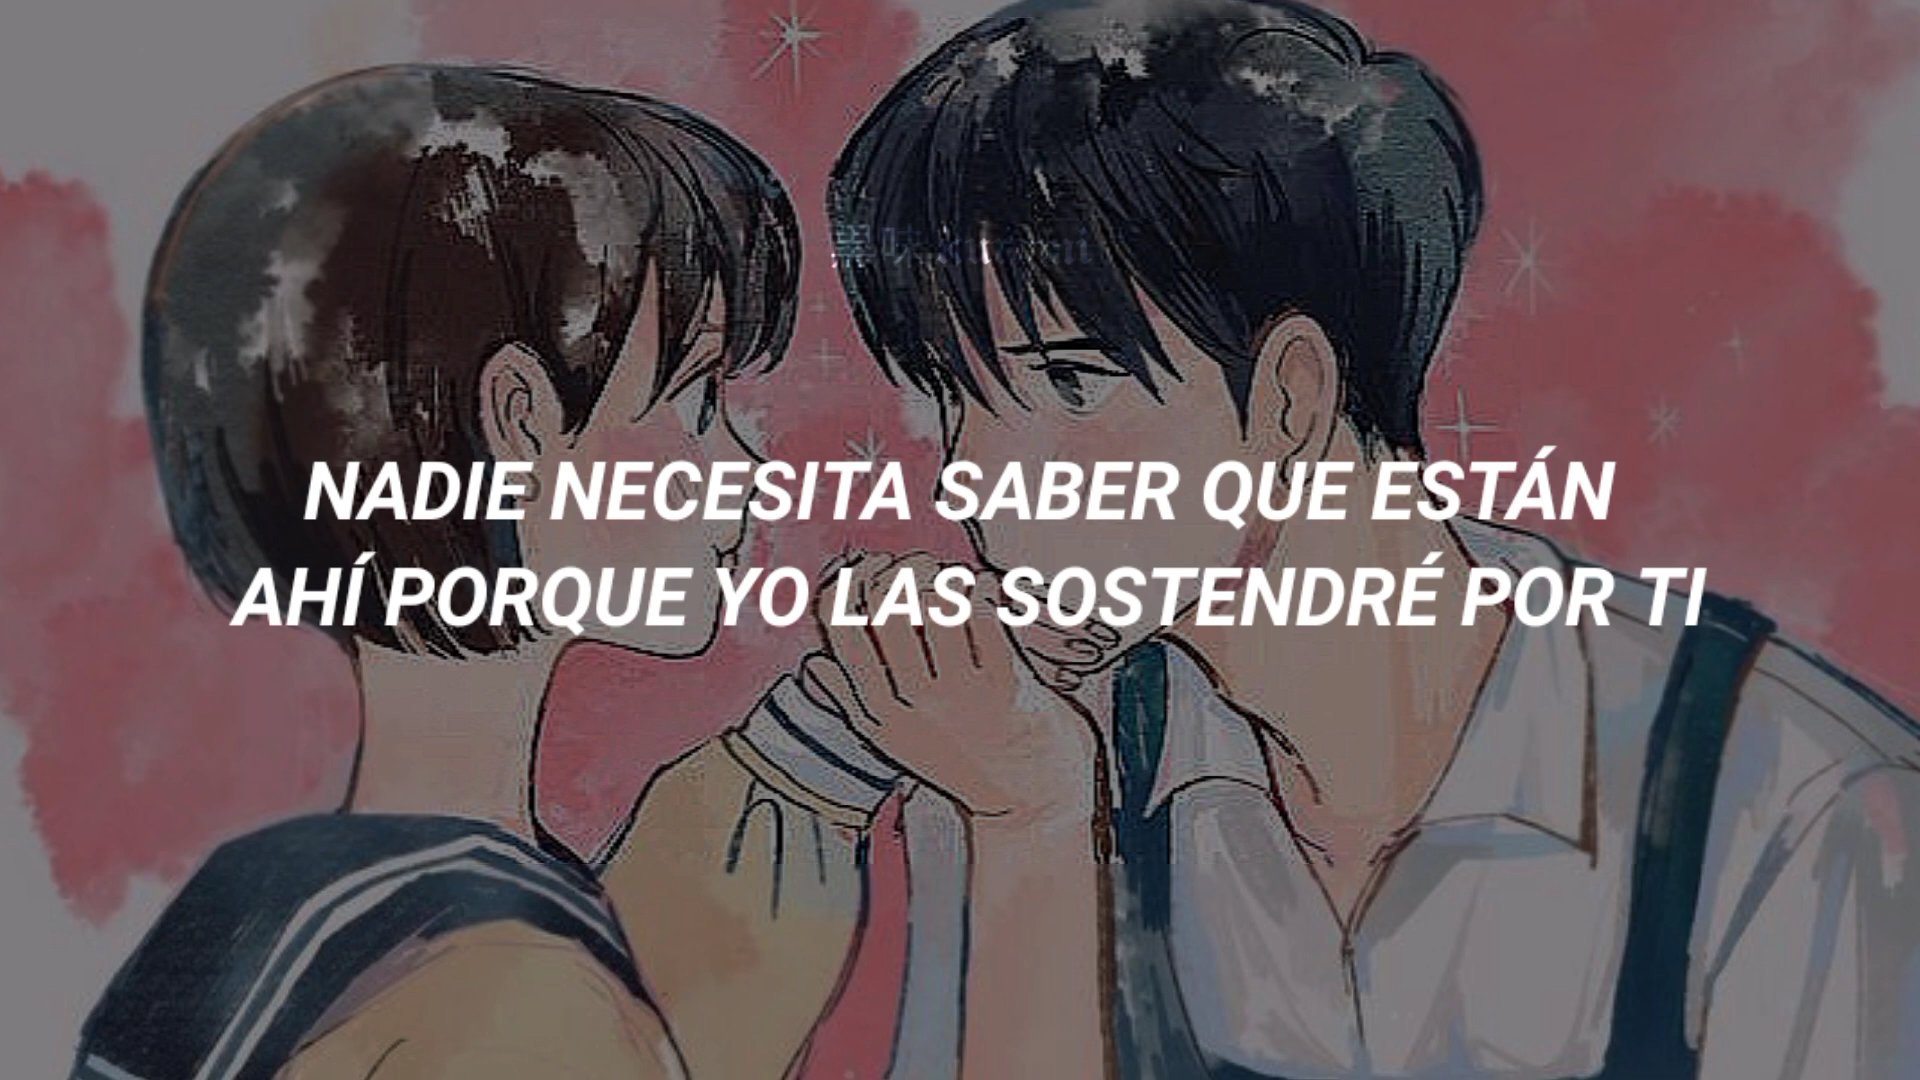 NADIE NECESITA SABER QUE ESTÁN
AHÍ PORQUE YO LAS SOSTENDRÉ POR TI